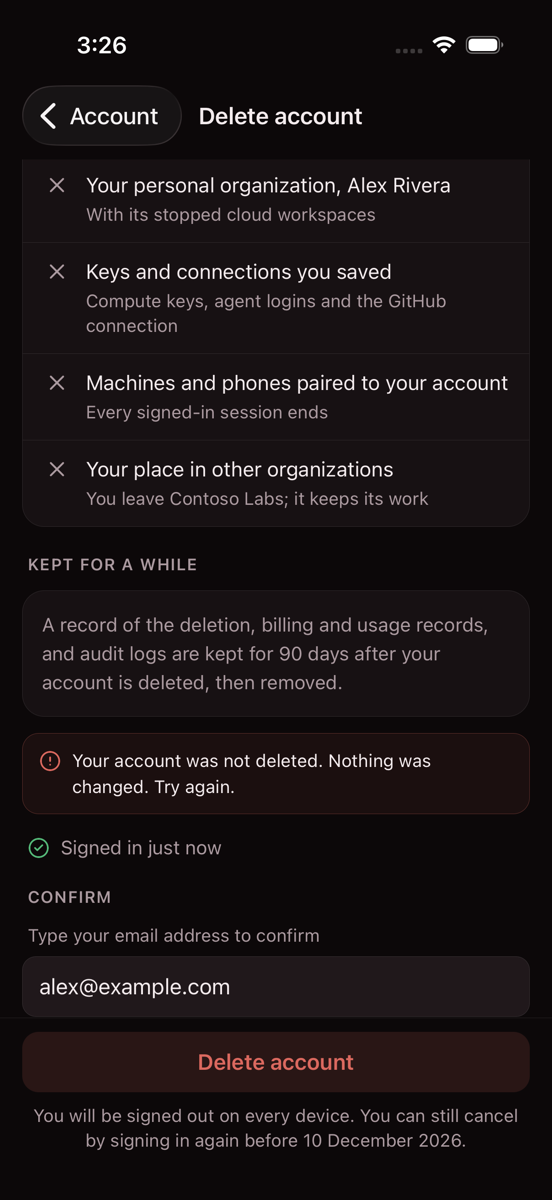 3:26
Account
Delete account
Your personal organization, Alex Rivera
With its stopped cloud workspaces
Keys and connections you saved
Compute keys, agent logins and the GitHub
connection
Machines and phones paired to your account
Every signed-in session ends
Your place in other organizations
You leave Contoso Labs; it keeps its work
KEPT FOR A WHILE
A record of the deletion, billing and usage records,
and audit logs are kept for 90 days after your
account is deleted, then removed.
Your account was not deleted. Nothing was
changed. Try again.
Signed in just now
CONFIRM
Type your email address to confirm
alex@example.com
Delete account
You will be signed out on every device. You can still cancel
by signing in again before 10 December 2026.